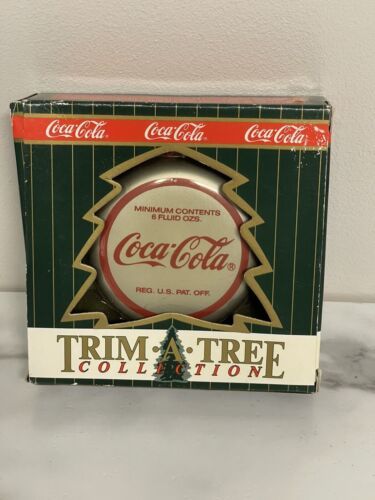 Coca-Cola Coca-Cola Coca-Cola
MINIMUM CONTENTS
6 FLUID OZS.
Coca-Cola®
REG. U.S. PAT. OFF.
TRIM·A·TREE
COLLECTION